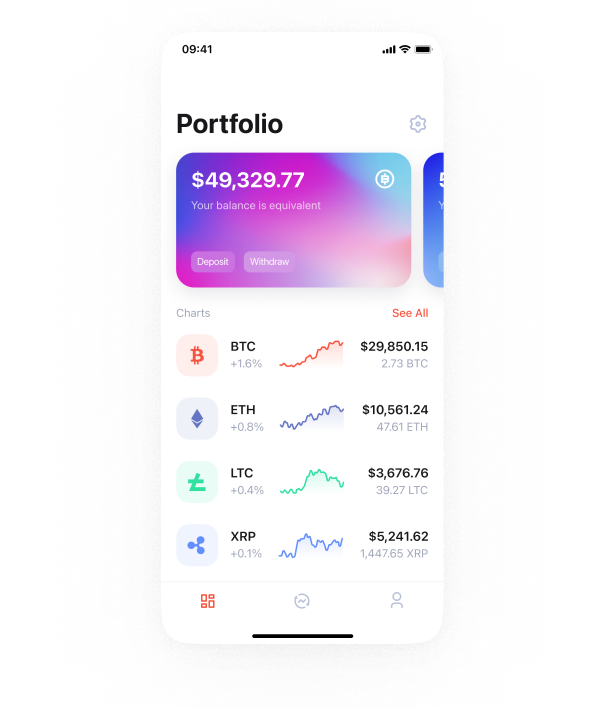 09:41
Portfolio
$49,329.77
Your balance is equivalent
Deposit Withdraw
Charts See All
BTC $29,850.15
+1.6% 2.73 BTC
ETH $10,561.24
+0.8% 47.61 ETH
LTC $3,676.76
+0.4% 39.27 LTC
XRP $5,241.62
+0.1% 1,447.65 XRP